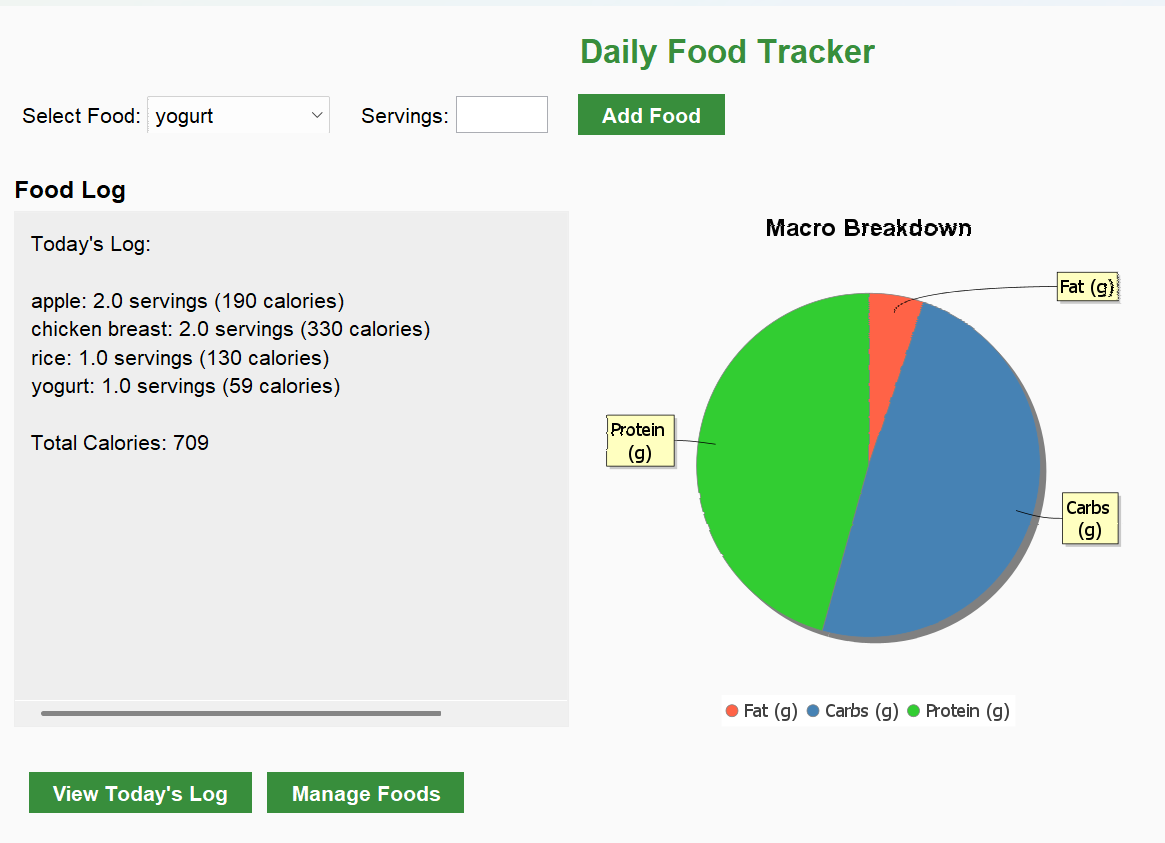 Daily Food Tracker
Select Food: yogurt Servings: Add Food
Food Log
Today's Log:
apple: 2.0 servings (190 calories)
chicken breast: 2.0 servings (330 calories)
rice: 1.0 servings (130 calories)
yogurt: 1.0 servings (59 calories)
Total Calories: 709
Macro Breakdown
Fat (g)
Protein
(g)
Carbs
(g)
Fat (g) Carbs (g) Protein (g)
View Today's Log Manage Foods